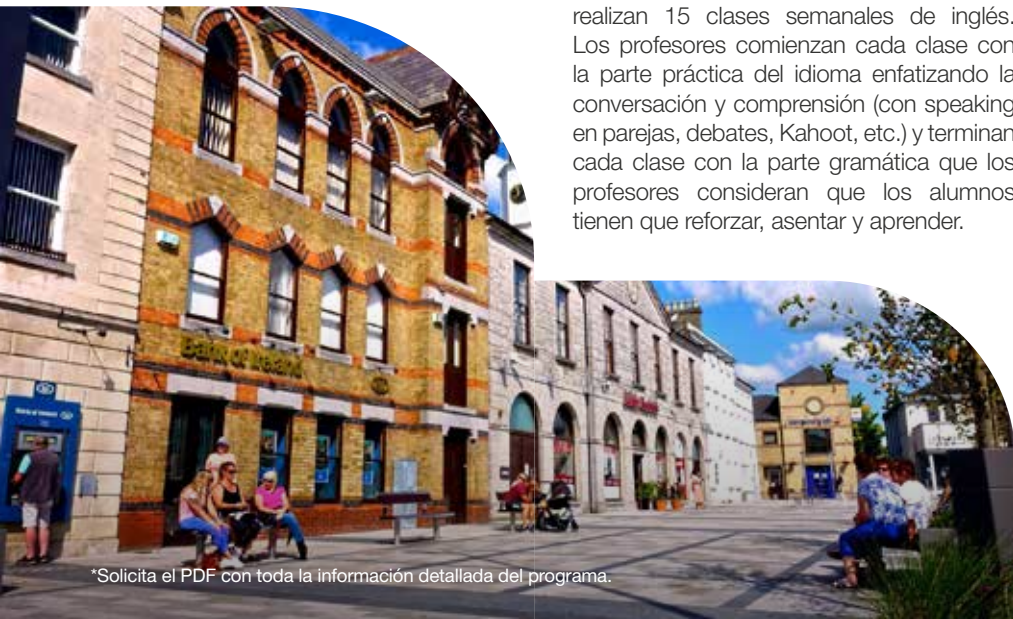 realizan 15 clases semanales de inglés.
Los profesores comienzan cada clase con
la parte práctica del idioma enfatizando la
conversación y comprensión (con speaking
en parejas, debates, Kahoot, etc.) y terminan
cada clase con la parte gramática que los
profesores consideran que los alumnos
tienen que reforzar, asentar y aprender.
Bank of Ireland
Bank of Ireland
*Solicita el PDF con toda la información detallada del programa.